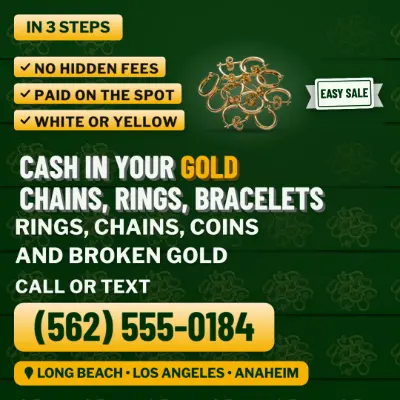 IN 3 STEPS
✓ NO HIDDEN FEES
✓ PAID ON THE SPOT
✓ WHITE OR YELLOW
EASY SALE
CASH IN YOUR GOLD
CHAINS, RINGS, BRACELETS
RINGS, CHAINS, COINS
AND BROKEN GOLD
CALL OR TEXT
(562) 555-0184
LONG BEACH • LOS ANGELES • ANAHEIM